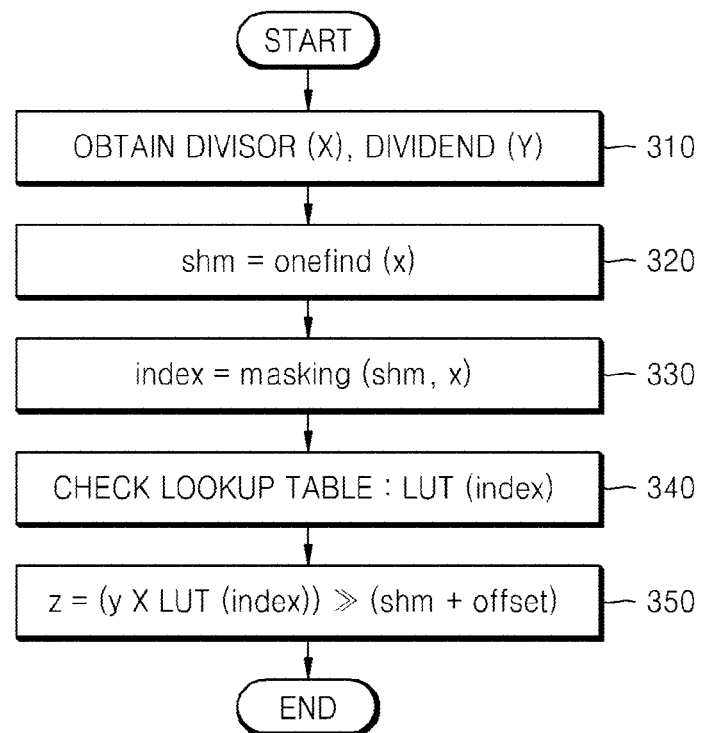 START
OBTAIN DIVISOR (X), DIVIDEND (Y)
310
shm = onefind (x)
320
index = masking (shm, x)
330
CHECK LOOKUP TABLE : LUT (index)
340
z = (y X LUT (index)) ≫ (shm + offset)
350
END